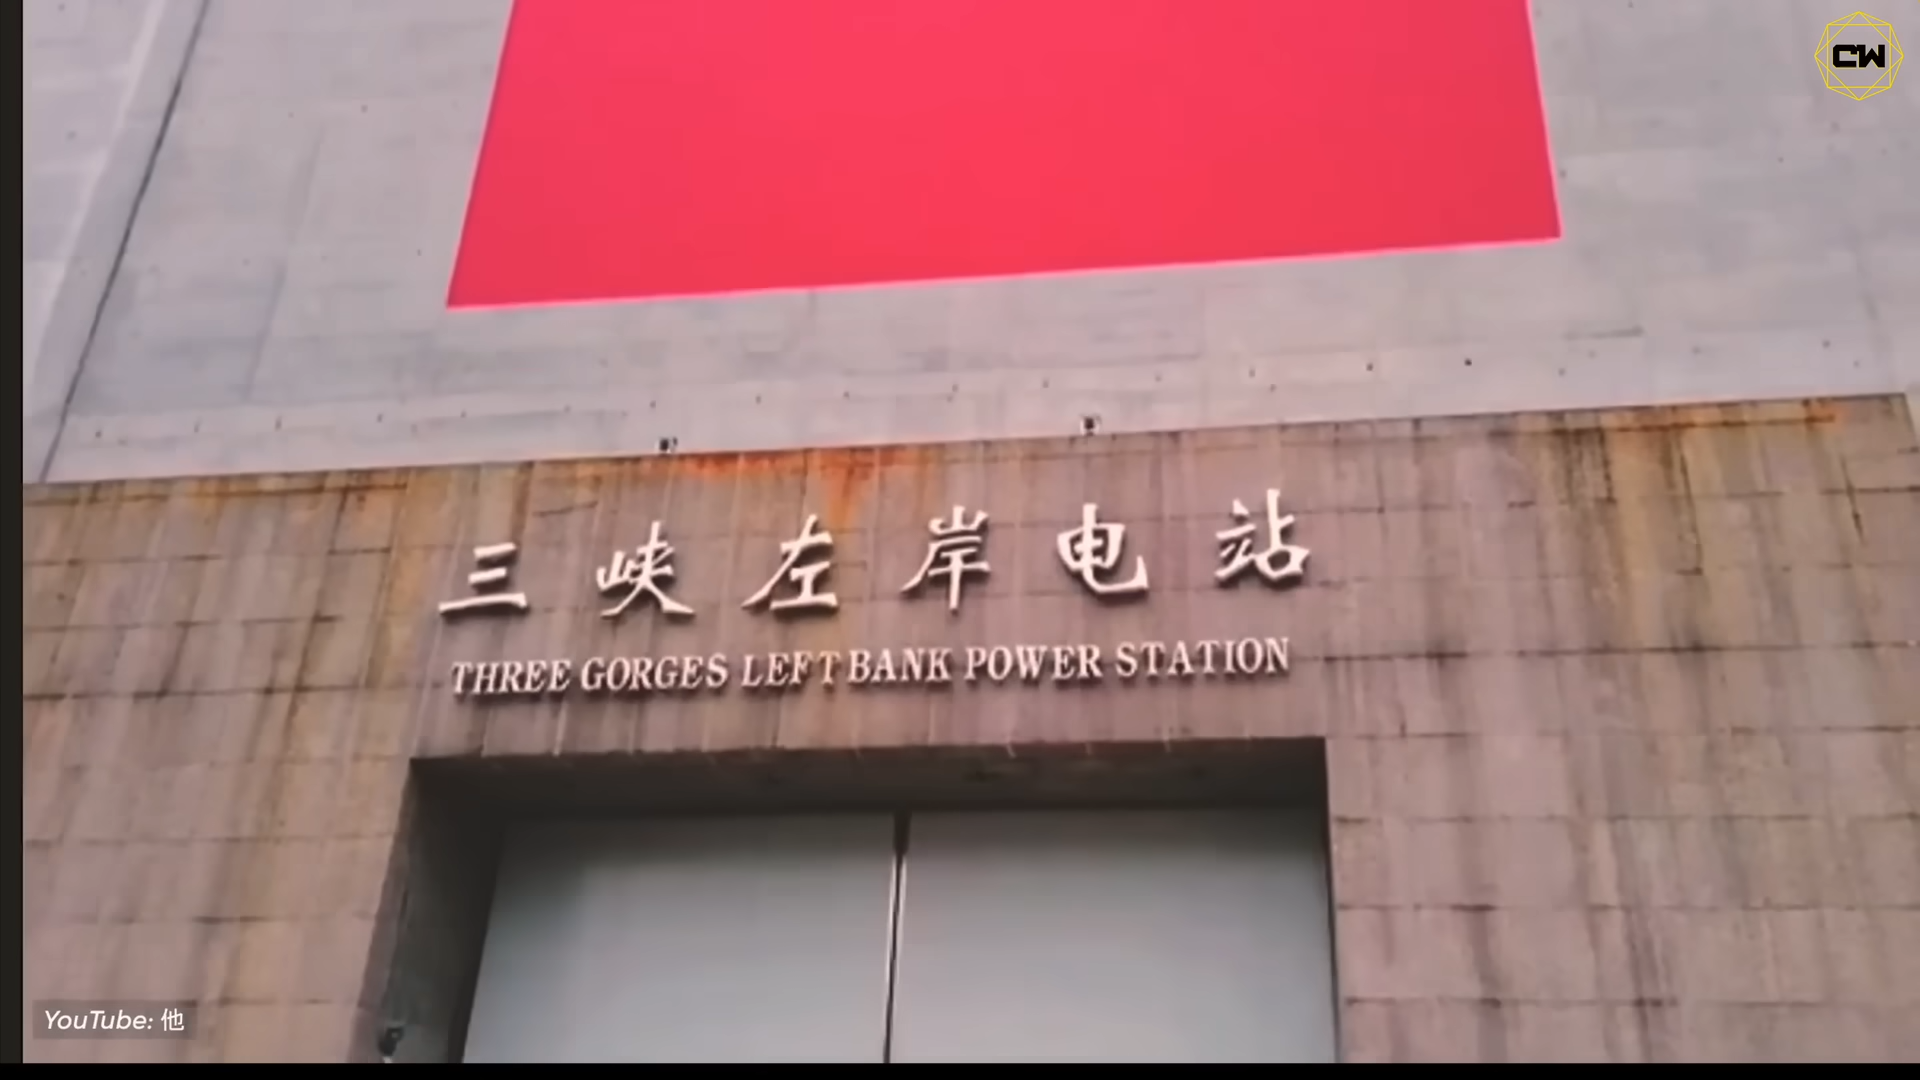 CW
三峡左岸电站
THREE GORGES LEFT BANK POWER STATION
YouTube: 他